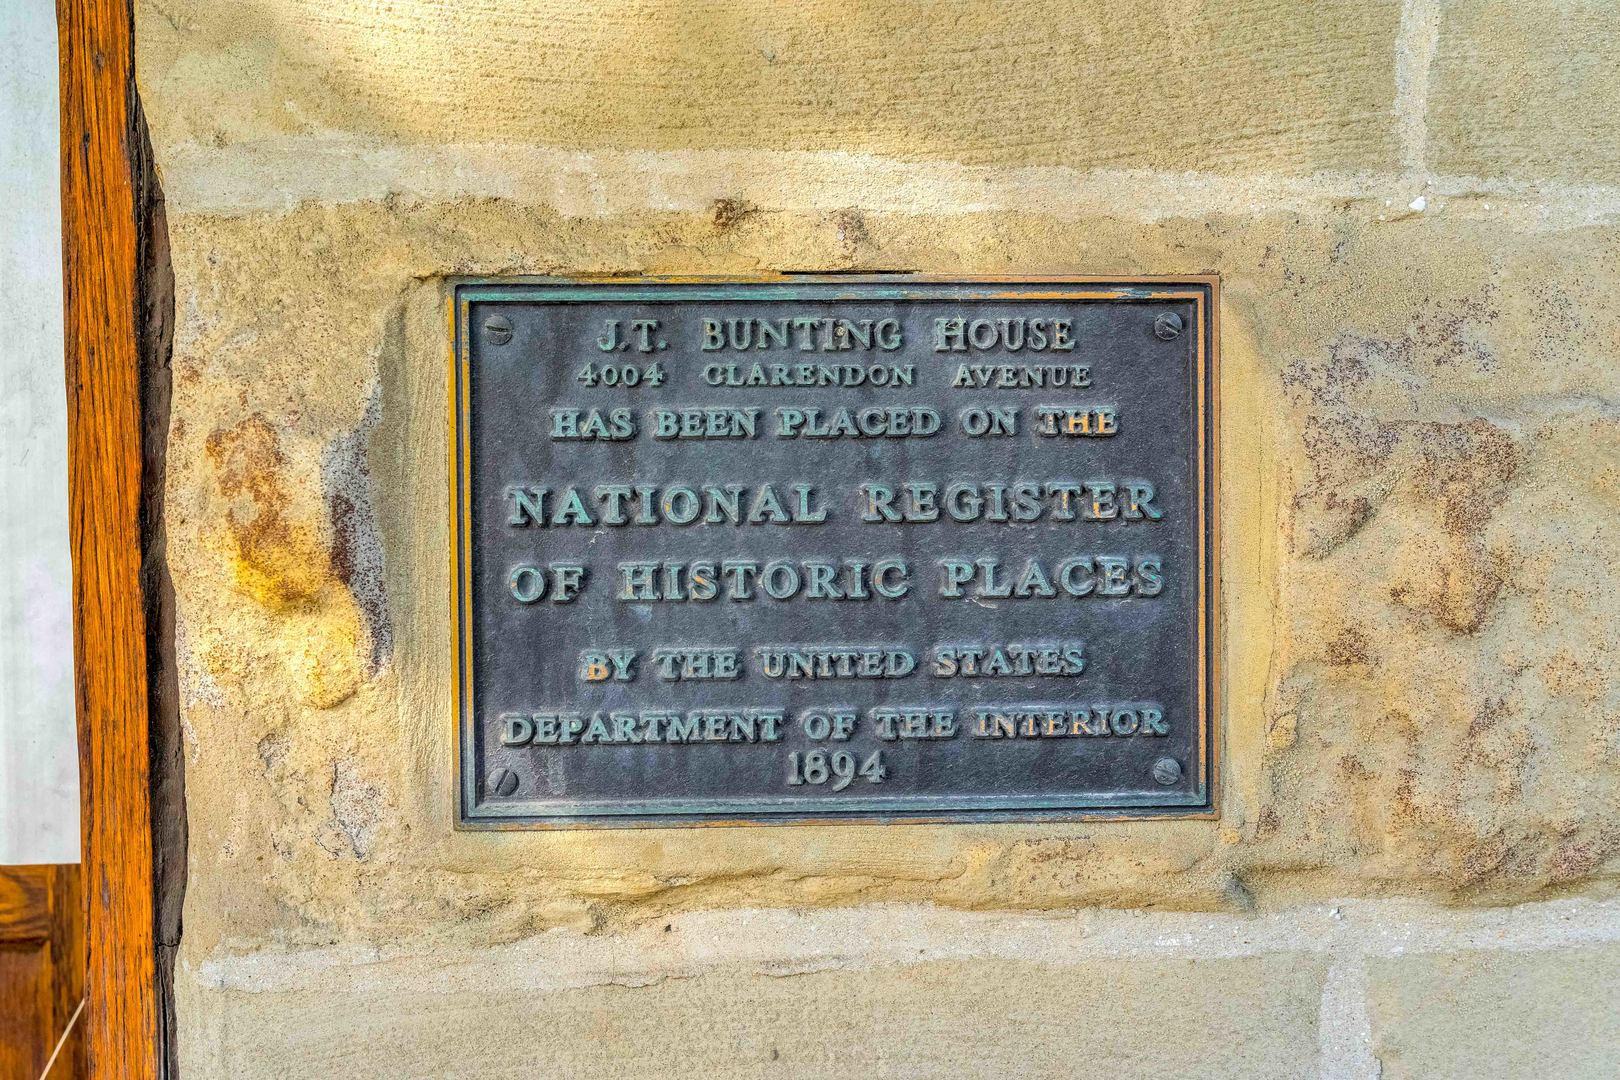 J.T. BUNTING HOUSE
4004 CLARENDON AVENUE
HAS BEEN PLACED ON THE
NATIONAL REGISTER
OF HISTORIC PLACES
BY THE UNITED STATES
DEPARTMENT OF THE INTERIOR
1894